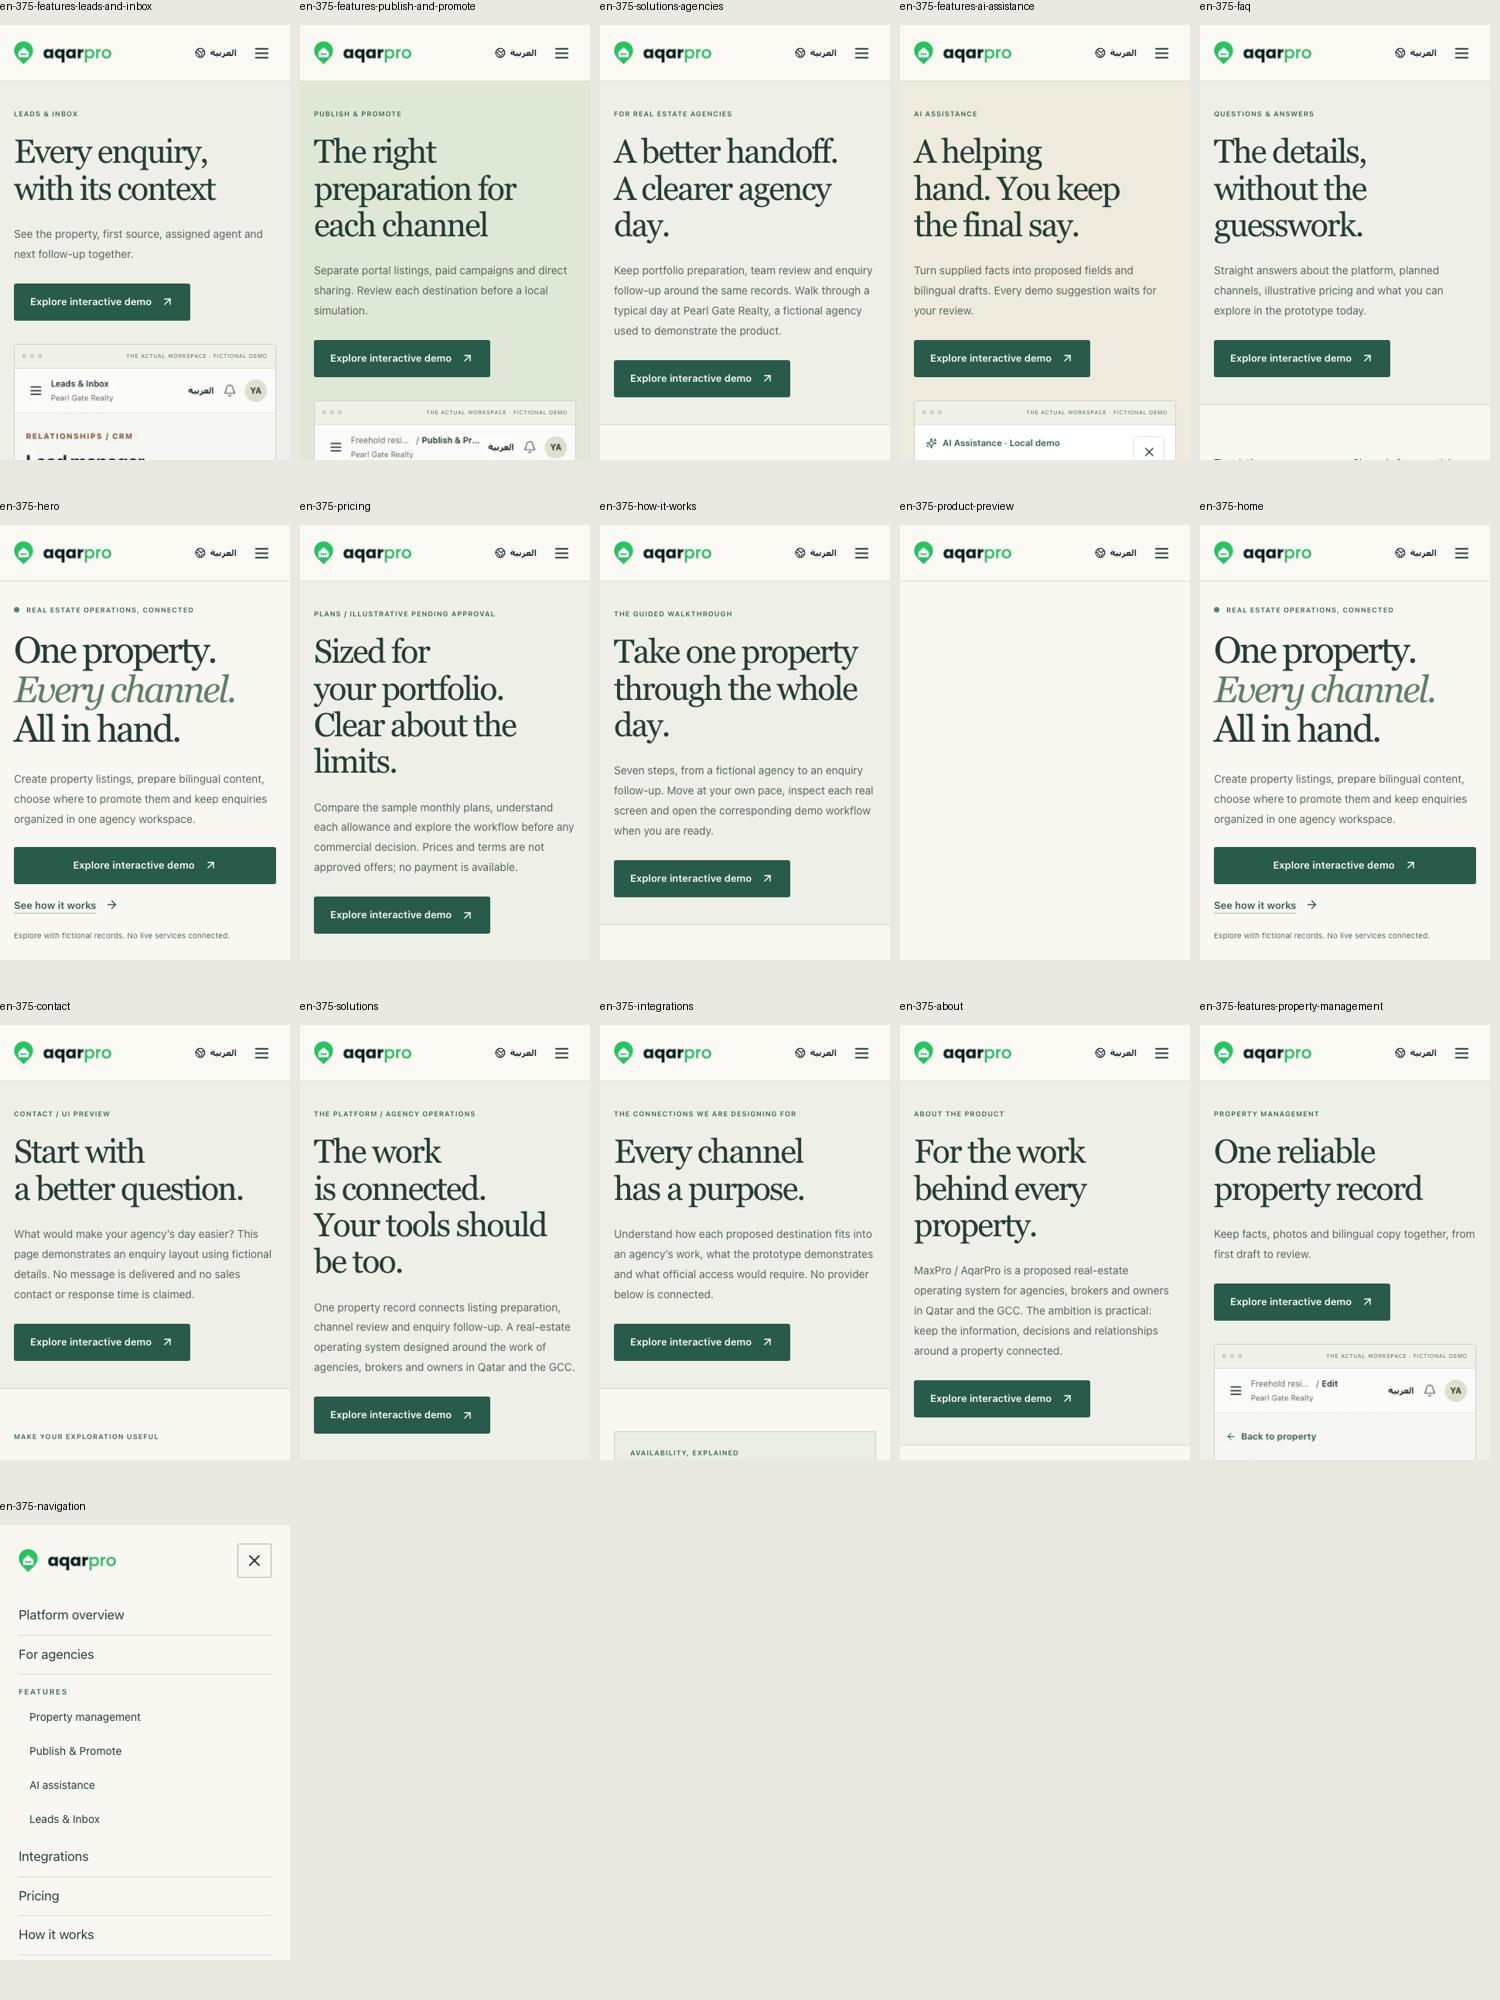 en-375-features-leads-and-inbox
aqarpro
العربية
LEADS & INBOX
Every enquiry,
with its context
See the property, first source, assigned agent and
next follow-up together.
Explore interactive demo
THE ACTUAL WORKSPACE · FICTIONAL DEMO
Leads & Inbox
Pearl Gate Realty
العربية
YA
RELATIONSHIPS / CRM
Lead manager
en-375-features-publish-and-promote
aqarpro
العربية
PUBLISH & PROMOTE
The right
preparation for
each channel
Separate portal listings, paid campaigns and direct
sharing. Review each destination before a local
simulation.
Explore interactive demo
THE ACTUAL WORKSPACE · FICTIONAL DEMO
Freehold resi... / Publish & Pr...
Pearl Gate Realty
العربية
YA
en-375-solutions-agencies
aqarpro
العربية
FOR REAL ESTATE AGENCIES
A better handoff.
A clearer agency
day.
Keep portfolio preparation, team review and enquiry
follow-up around the same records. Walk through a
typical day at Pearl Gate Realty, a fictional agency
used to demonstrate the product.
Explore interactive demo
en-375-features-ai-assistance
aqarpro
العربية
AI ASSISTANCE
A helping
hand. You keep
the final say.
Turn supplied facts into proposed fields and
bilingual drafts. Every demo suggestion waits for
your review.
Explore interactive demo
THE ACTUAL WORKSPACE · FICTIONAL DEMO
AI Assistance · Local demo
en-375-faq
aqarpro
العربية
QUESTIONS & ANSWERS
The details,
without the
guesswork.
Straight answers about the platform, planned
channels, illustrative pricing and what you can
explore in the prototype today.
Explore interactive demo
en-375-hero
aqarpro
العربية
REAL ESTATE OPERATIONS, CONNECTED
One property.
Every channel.
All in hand.
Create property listings, prepare bilingual content,
choose where to promote them and keep enquiries
organized in one agency workspace.
Explore interactive demo
See how it works
Explore with fictional records. No live services connected.
en-375-pricing
aqarpro
العربية
PLANS / ILLUSTRATIVE PENDING APPROVAL
Sized for
your portfolio.
Clear about the
limits.
Compare the sample monthly plans, understand
each allowance and explore the workflow before any
commercial decision. Prices and terms are not
approved offers; no payment is available.
Explore interactive demo
en-375-how-it-works
aqarpro
العربية
THE GUIDED WALKTHROUGH
Take one property
through the whole
day.
Seven steps, from a fictional agency to an enquiry
follow-up. Move at your own pace, inspect each real
screen and open the corresponding demo workflow
when you are ready.
Explore interactive demo
en-375-product-preview
aqarpro
العربية
en-375-home
aqarpro
العربية
REAL ESTATE OPERATIONS, CONNECTED
One property.
Every channel.
All in hand.
Create property listings, prepare bilingual content,
choose where to promote them and keep enquiries
organized in one agency workspace.
Explore interactive demo
See how it works
Explore with fictional records. No live services connected.
en-375-contact
aqarpro
العربية
CONTACT / UI PREVIEW
Start with
a better question.
What would make your agency's day easier? This
page demonstrates an enquiry layout using fictional
details. No message is delivered and no sales
contact or response time is claimed.
Explore interactive demo
MAKE YOUR EXPLORATION USEFUL
en-375-solutions
aqarpro
العربية
THE PLATFORM / AGENCY OPERATIONS
The work
is connected.
Your tools should
be too.
One property record connects listing preparation,
channel review and enquiry follow-up. A real-estate
operating system designed around the work of
agencies, brokers and owners in Qatar and the GCC.
Explore interactive demo
en-375-integrations
aqarpro
العربية
THE CONNECTIONS WE ARE DESIGNING FOR
Every channel
has a purpose.
Understand how each proposed destination fits into
an agency's work, what the prototype demonstrates
and what official access would require. No provider
below is connected.
Explore interactive demo
AVAILABILITY, EXPLAINED
en-375-about
aqarpro
العربية
ABOUT THE PRODUCT
For the work
behind every
property.
MaxPro / AqarPro is a proposed real-estate
operating system for agencies, brokers and owners
in Qatar and the GCC. The ambition is practical:
keep the information, decisions and relationships
around a property connected.
Explore interactive demo
en-375-features-property-management
aqarpro
العربية
PROPERTY MANAGEMENT
One reliable
property record
Keep facts, photos and bilingual copy together, from
first draft to review.
Explore interactive demo
THE ACTUAL WORKSPACE · FICTIONAL DEMO
Freehold resi... / Edit
Pearl Gate Realty
العربية
YA
Back to property
en-375-navigation
aqarpro
Platform overview
For agencies
FEATURES
Property management
Publish & Promote
AI assistance
Leads & Inbox
Integrations
Pricing
How it works